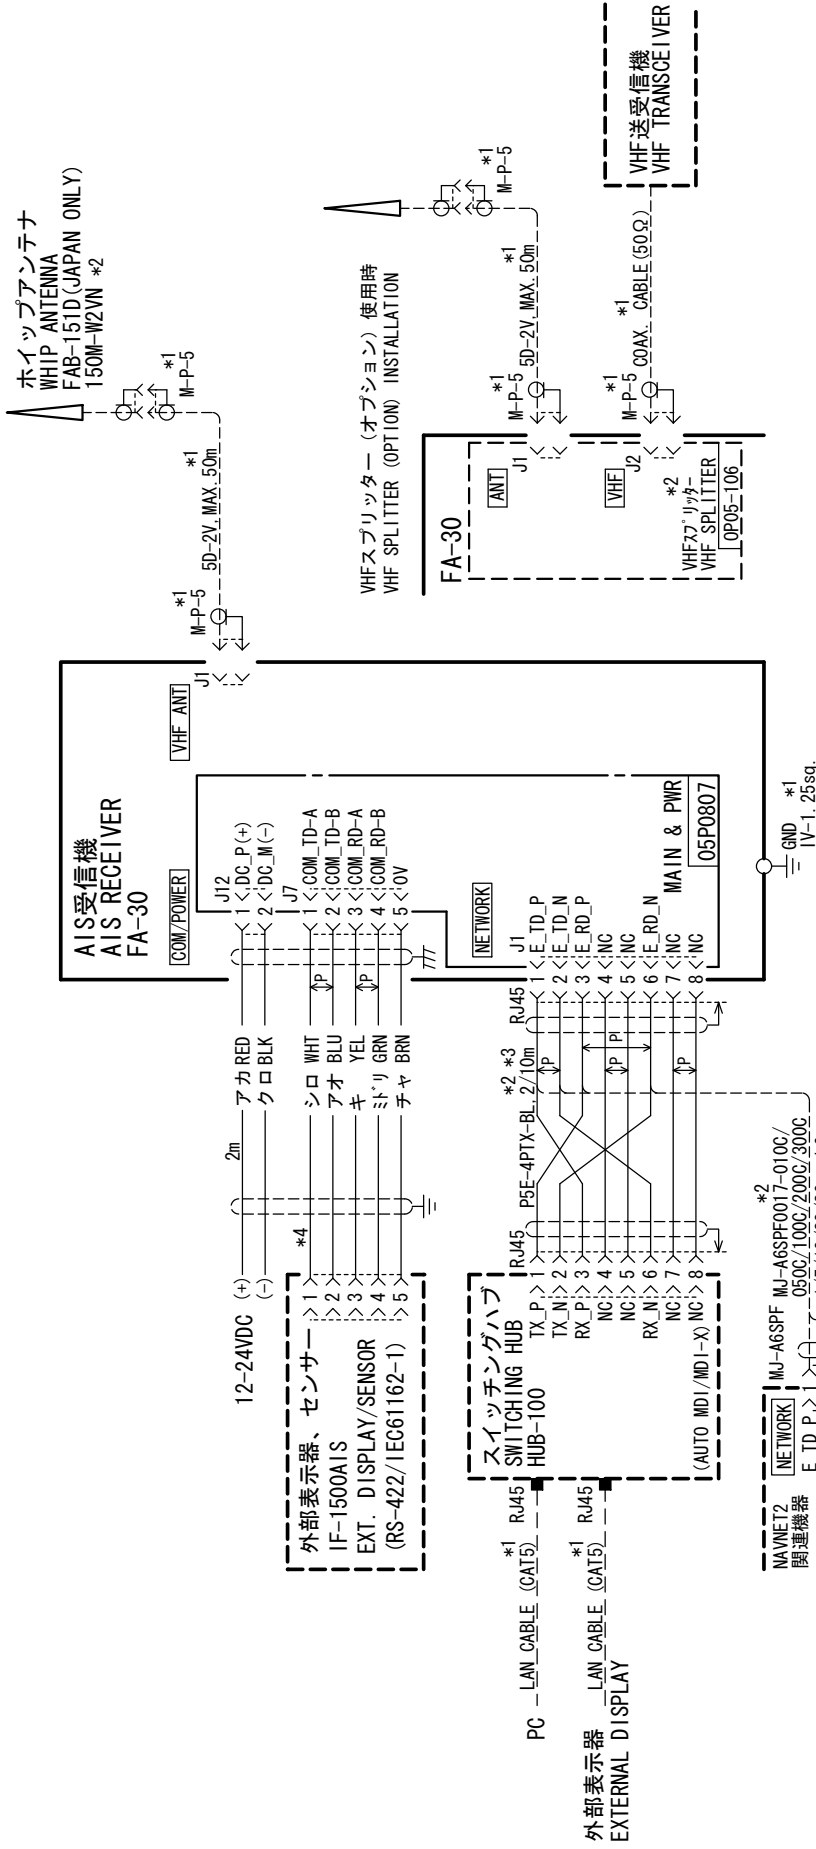 ホイップアンテナ
WHIP ANTENNA
FAB-151D(JAPAN ONLY)
150M-W2VN *2
*1
M-P-5
*1
5D-2V,MAX.50m
*1
M-P-5
J1
VHF ANT
AIS受信機
AIS RECEIVER
FA-30
COM/POWER
J12
1 DC_P(+)
2 DC_M(-)
J7
1 COM_TD-A
2 COM_TD-B
3 COM_RD-A
4 COM_RD-B
5 0V
P
P
NETWORK
J1
RJ45
1 E_TD_P
2 E_TD_N
3 E_RD_P
4 NC
5 NC
6 E_RD_N
7 NC
8 NC
MAIN & PWR
05P0807
GND *1
IV-1.25sq.
12-24VDC
(+)
(-)
2m
アカ RED
クロ BLK
*4
シロ WHT
アオ BLU
キ YEL
ミドリ GRN
チャ BRN
外部表示器、センサー
IF-1500AIS
EXT. DISPLAY/SENSOR
(RS-422/IEC61162-1)
1
2
3
4
5
*2 *3
P5E-4PTX-BL,2/10m
P
P
P
P
RJ45
スイッチングハブ
SWITCHING HUB
HUB-100
TX_P 1
TX_N 2
RX_P 3
NC 4
NC 5
RX_N 6
NC 7
NC 8
(AUTO MDI/MDI-X)
RJ45
*1
LAN CABLE (CAT5)
PC
RJ45
*1
LAN CABLE (CAT5)
外部表示器
EXTERNAL DISPLAY
NAVNET2
関連機器
NETWORK
E_TD_P 1
MJ-A6SPF
*2
MJ-A6SPF0017-010C/
050C/100C/200C/300C
VHFスプリッター (オプション) 使用時
VHF SPLITTER (OPTION) INSTALLATION
*1
M-P-5
*1
5D-2V,MAX.50m
*1
M-P-5
FA-30
ANT
J1
VHF
J2
*2
VHFスプリッター
VHF SPLITTER
OP05-106
*1
M-P-5
*1
COAX. CABLE(50Ω)
VHF送受信機
VHF TRANSCEIVER